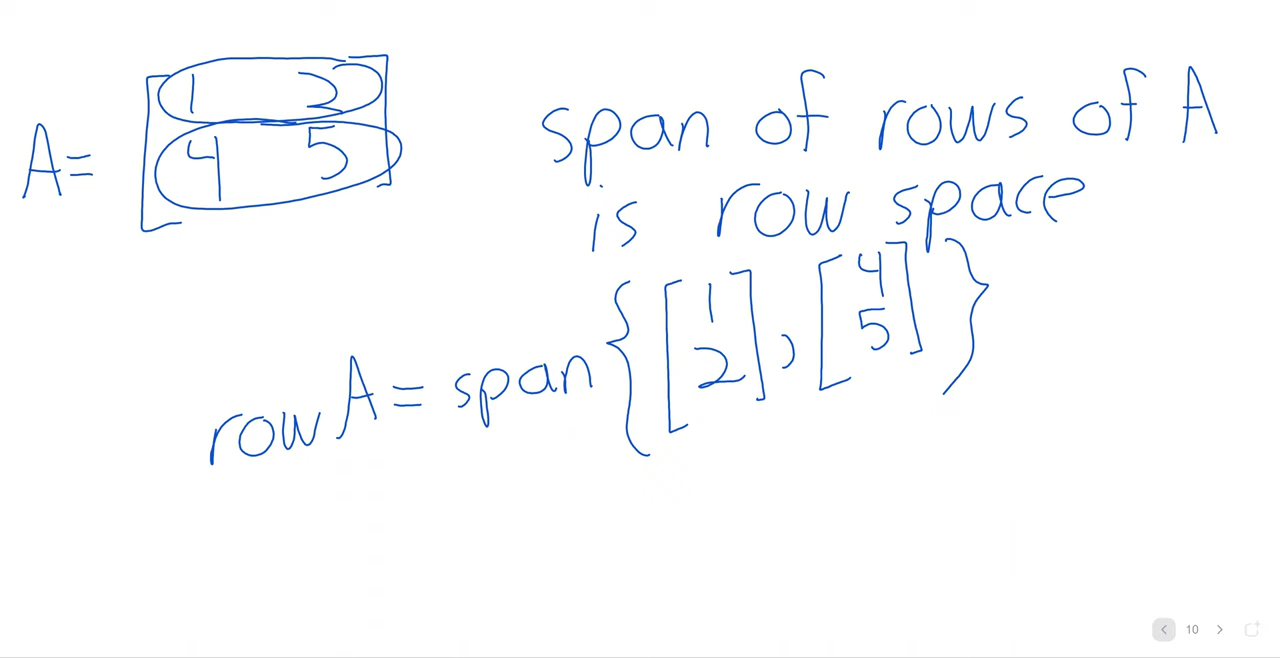 A = [ 1 2
4 5 ]
span of rows of A
is row space
row A = span { [ 1 2 ] , [ 4 5 ] }
10